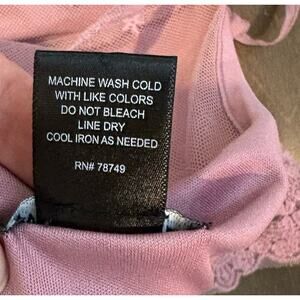 MACHINE WASH COLD
WITH LIKE COLORS
DO NOT BLEACH
LINE DRY
COOL IRON AS NEEDED
RN# 78749